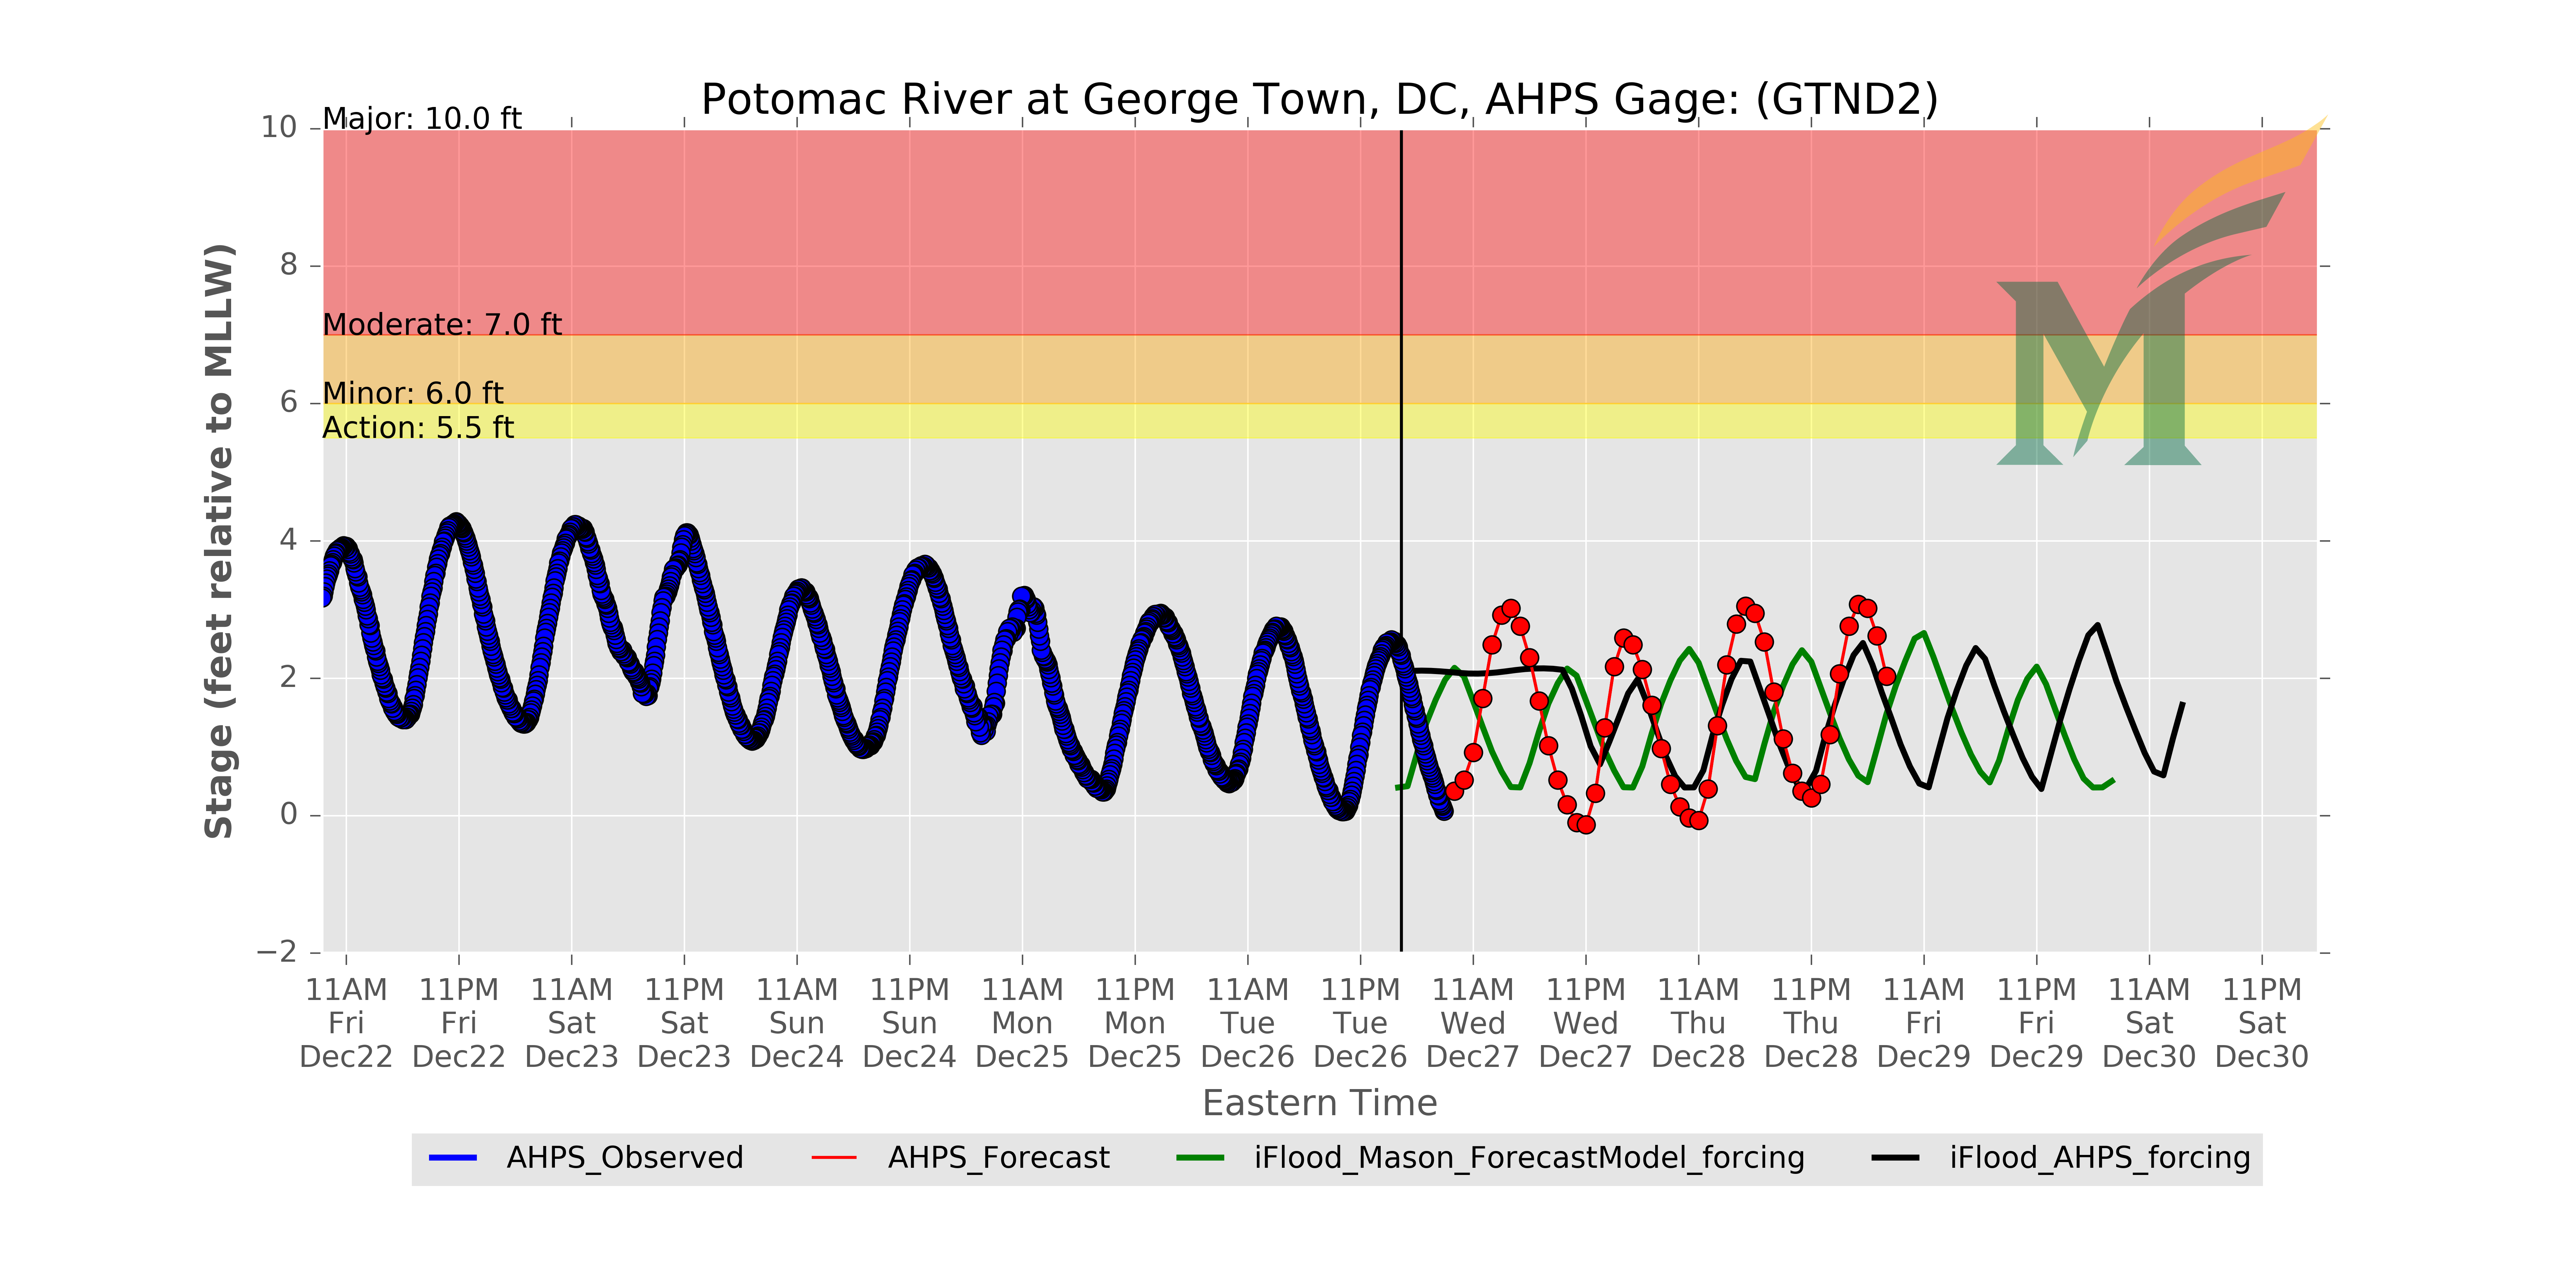 Potomac River at George Town, DC, AHPS Gage: (GTND2)
Major: 10.0 ft
Moderate: 7.0 ft
Minor: 6.0 ft
Action: 5.5 ft
10
8
6
4
2
0
−2
Stage (feet relative to MLLW)
M
11AM 11PM 11AM 11PM 11AM 11PM 11AM 11PM 11AM 11PM 11AM 11PM 11AM 11PM 11AM 11PM 11AM 11PM
Fri Fri Sat Sat Sun Sun Mon Mon Tue Tue Wed Wed Thu Thu Fri Fri Sat Sat
Dec22 Dec22 Dec23 Dec23 Dec24 Dec24 Dec25 Dec25 Dec26 Dec26 Dec27 Dec27 Dec28 Dec28 Dec29 Dec29 Dec30 Dec30
Eastern Time
AHPS_Observed AHPS_Forecast iFlood_Mason_ForecastModel_forcing iFlood_AHPS_forcing